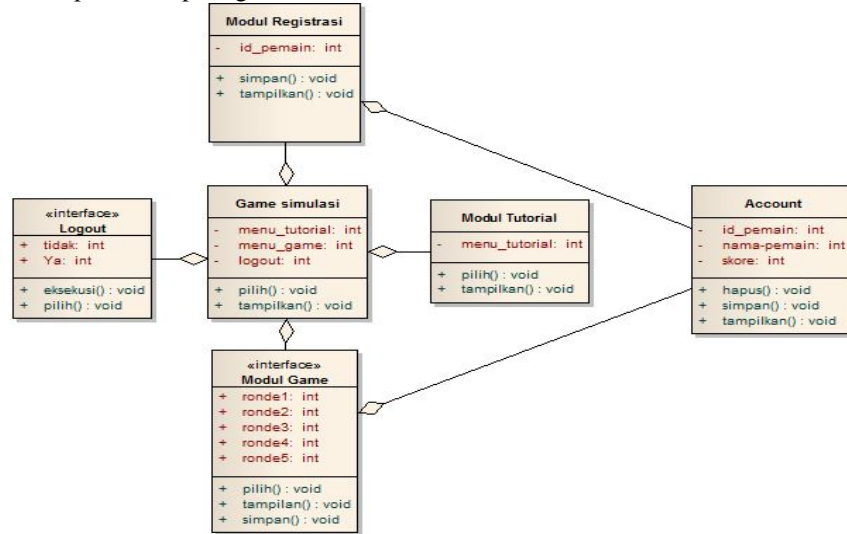 Modul Registrasi
- id_pemain: int
+ simpan() : void
+ tampilkan() : void
«interface»
Logout
+ tidak: int
+ Ya: int
+ eksekusi() : void
+ pilih() : void
Game simulasi
- menu_tutorial: int
- menu_game: int
- logout: int
+ pilih() : void
+ tampilkan() : void
Modul Tutorial
- menu_tutorial: int
+ pilih() : void
+ tampilkan() : void
Account
- id_pemain: int
- nama-pemain: int
- skore: int
+ hapus() : void
+ simpan() : void
+ tampilkan() : void
«interface»
Modul Game
+ ronde1: int
+ ronde2: int
+ ronde3: int
+ ronde4: int
+ ronde5: int
+ pilih() : void
+ tampilan() : void
+ simpan() : void